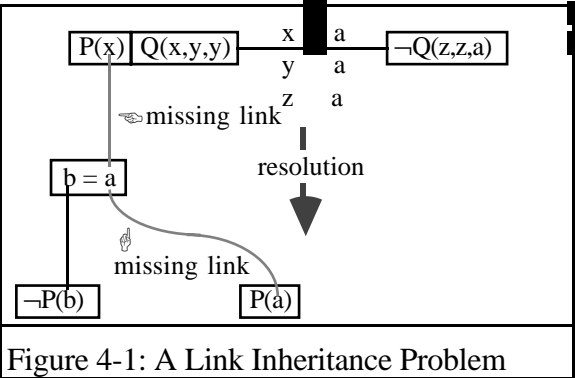 P(x) Q(x,y,y) x a ¬Q(z,z,a)
y a
z a
☜missing link
resolution
b = a
☝
missing link
¬P(b) P(a)
Figure 4-1: A Link Inheritance Problem